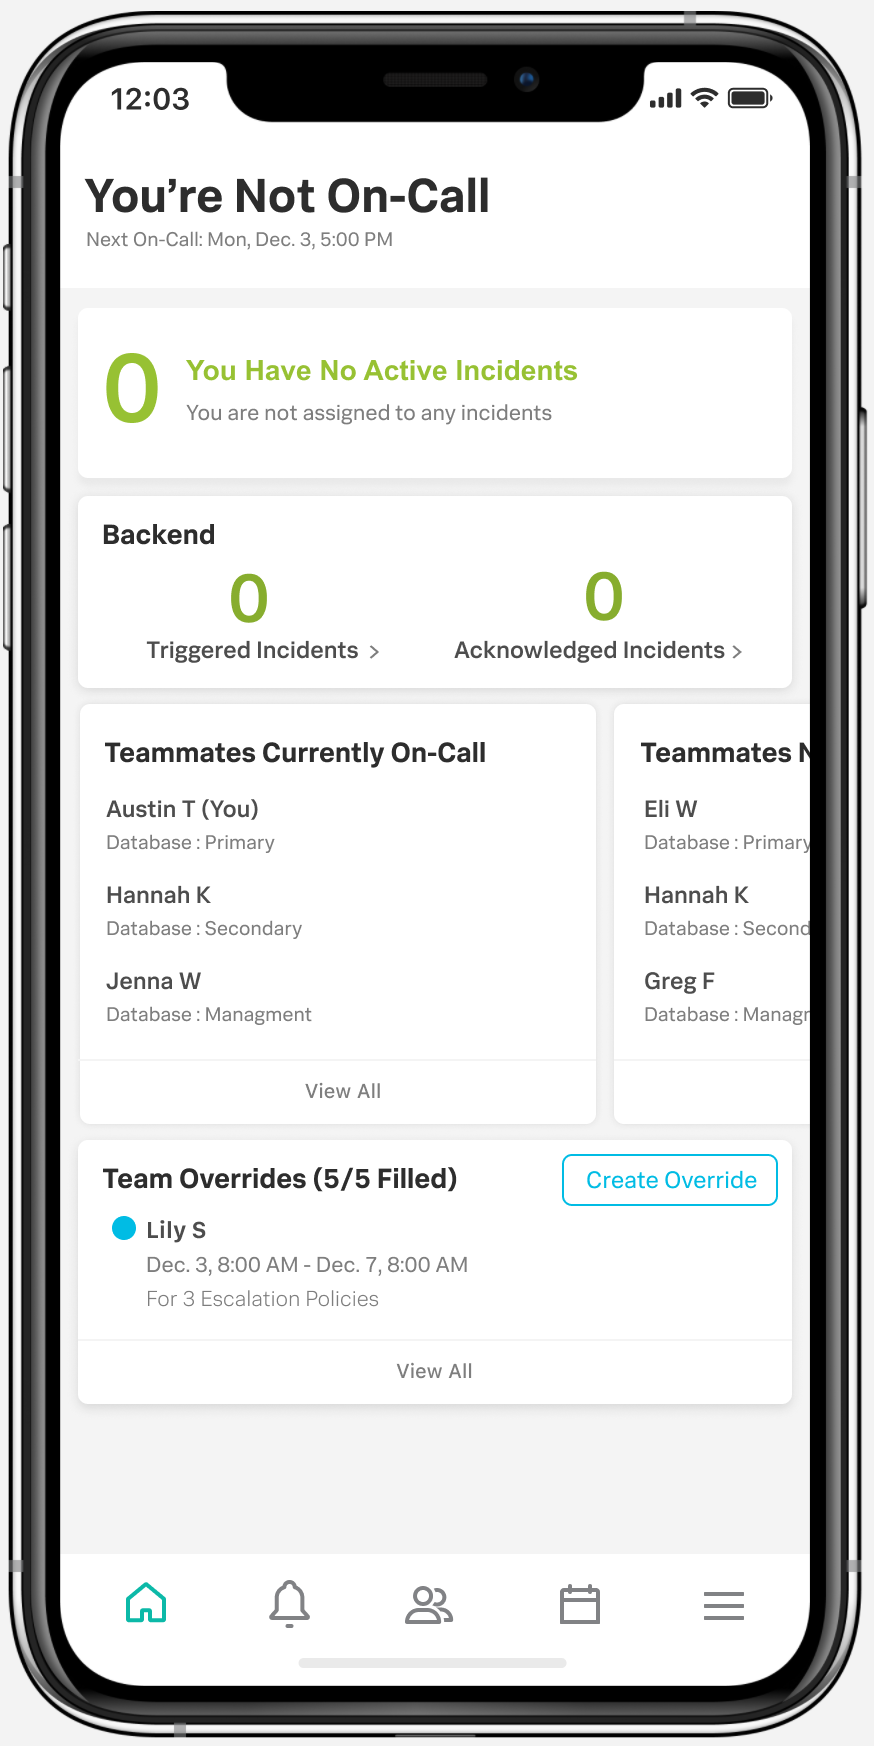 12:03
You're Not On-Call
Next On-Call: Mon, Dec. 3, 5:00 PM
0
You Have No Active Incidents
You are not assigned to any incidents
Backend
0
Triggered Incidents >
0
Acknowledged Incidents >
Teammates Currently On-Call
Austin T (You)
Database : Primary
Hannah K
Database : Secondary
Jenna W
Database : Managment
View All
Teammates N
Eli W
Database : Primary
Hannah K
Database : Second
Greg F
Database : Managr
Team Overrides (5/5 Filled)
Create Override
Lily S
Dec. 3, 8:00 AM - Dec. 7, 8:00 AM
For 3 Escalation Policies
View All